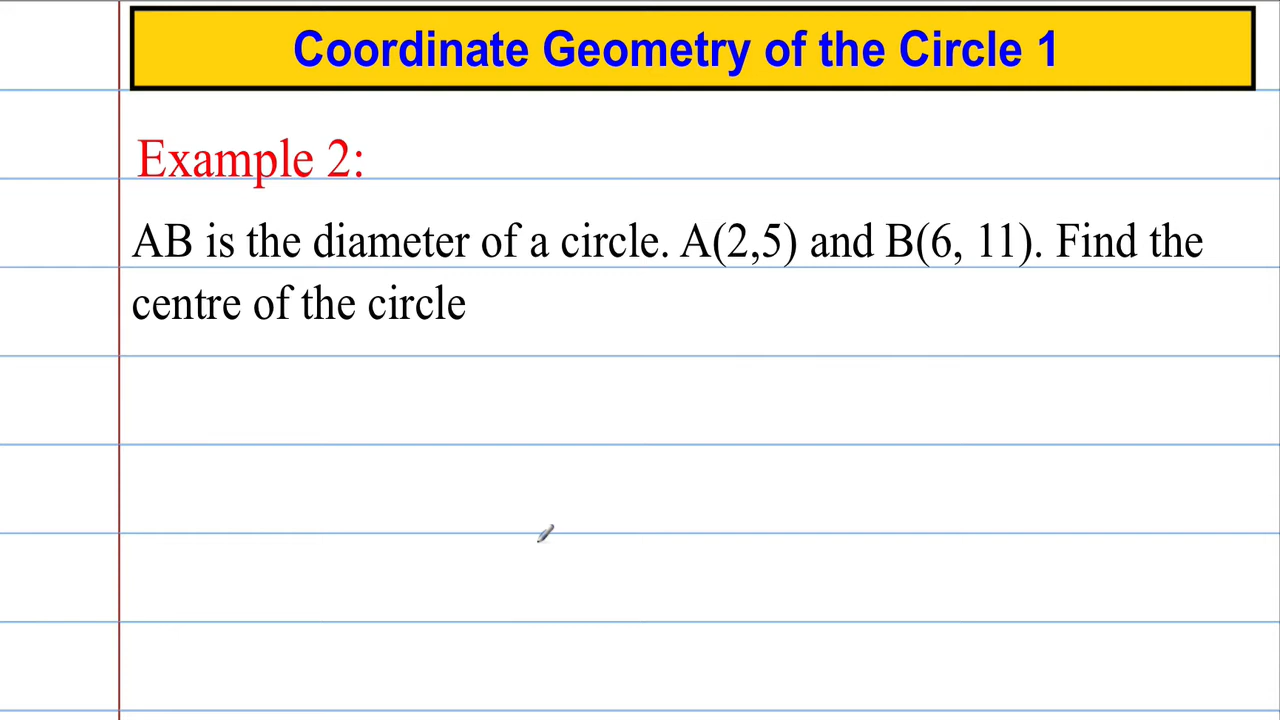 Coordinate Geometry of the Circle 1
Example 2:
AB is the diameter of a circle. A(2,5) and B(6, 11). Find the
centre of the circle